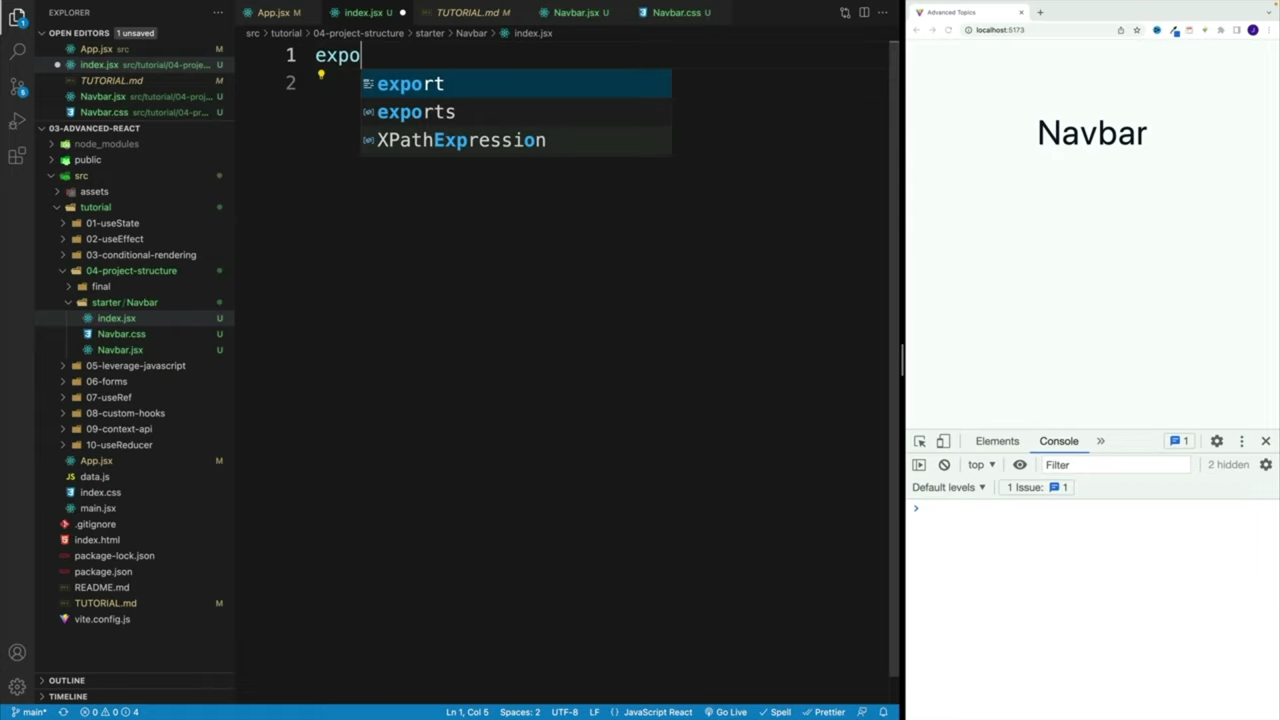 EXPLORER
OPEN EDITORS 1 unsaved
App.jsx src M
index.jsx src/tutorial/04-proje... U
TUTORIAL.md M
Navbar.jsx src/tutorial/04-proj... U
Navbar.css src/tutorial/04-pr... U
03-ADVANCED-REACT
node_modules
public
src
assets
tutorial
01-useState
02-useEffect
03-conditional-rendering
04-project-structure
final
starter / Navbar
index.jsx U
Navbar.css U
Navbar.jsx U
05-leverage-javascript
06-forms
07-useRef
08-custom-hooks
09-context-api
10-useReducer
App.jsx M
data.js
index.css
main.jsx
.gitignore
index.html
package-lock.json
package.json
README.md
TUTORIAL.md M
vite.config.js
OUTLINE
TIMELINE
App.jsx M index.jsx U TUTORIAL.md M Navbar.jsx U Navbar.css U
src > tutorial > 04-project-structure > starter > Navbar > index.jsx
1 expo
2
export
exports
XPathExpression
main* 0 0 4 Ln 1, Col 5 Spaces: 2 UTF-8 LF {} JavaScript React Go Live Spell Prettier
Advanced Topics
localhost:5173
Navbar
Elements Console 1
top Filter 2 hidden
Default levels 1 Issue: 1